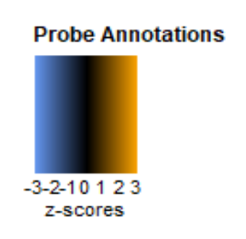 Probe Annotations
-3-2-10 1 2 3
z-scores